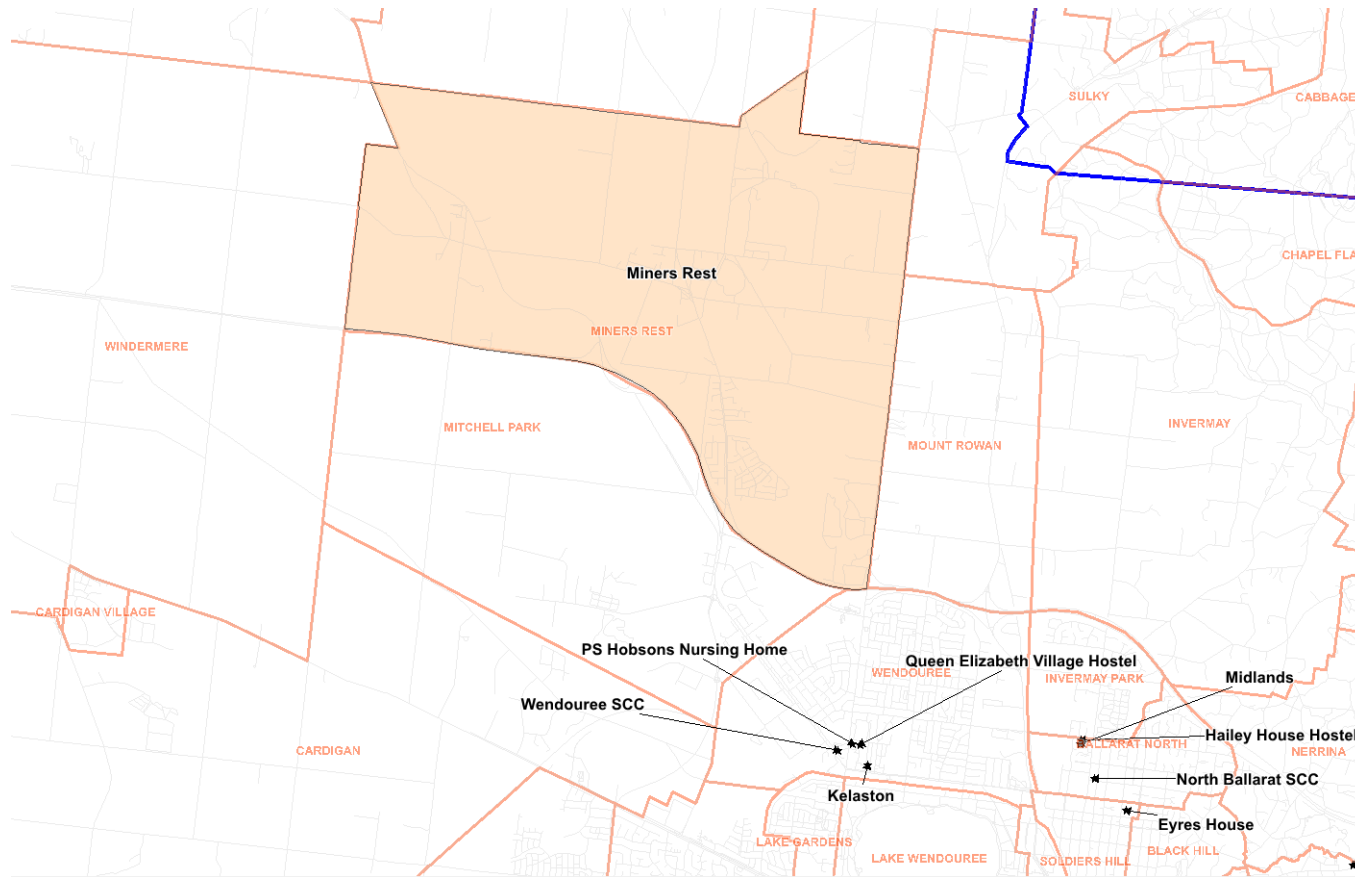 SULKY
CABBAGE
CHAPEL FLA
Miners Rest
MINERS REST
WINDERMERE
MITCHELL PARK
INVERMAY
MOUNT ROWAN
CARDIGAN VILLAGE
PS Hobsons Nursing Home
Queen Elizabeth Village Hostel
WENDOUREE
INVERMAY PARK
Midlands
Wendouree SCC
CARDIGAN
Hailey House Hostel
BALLARAT NORTH
NERRINA
North Ballarat SCC
Kelaston
Eyres House
LAKE GARDENS
LAKE WENDOUREE
SOLDIERS HILL
BLACK HILL